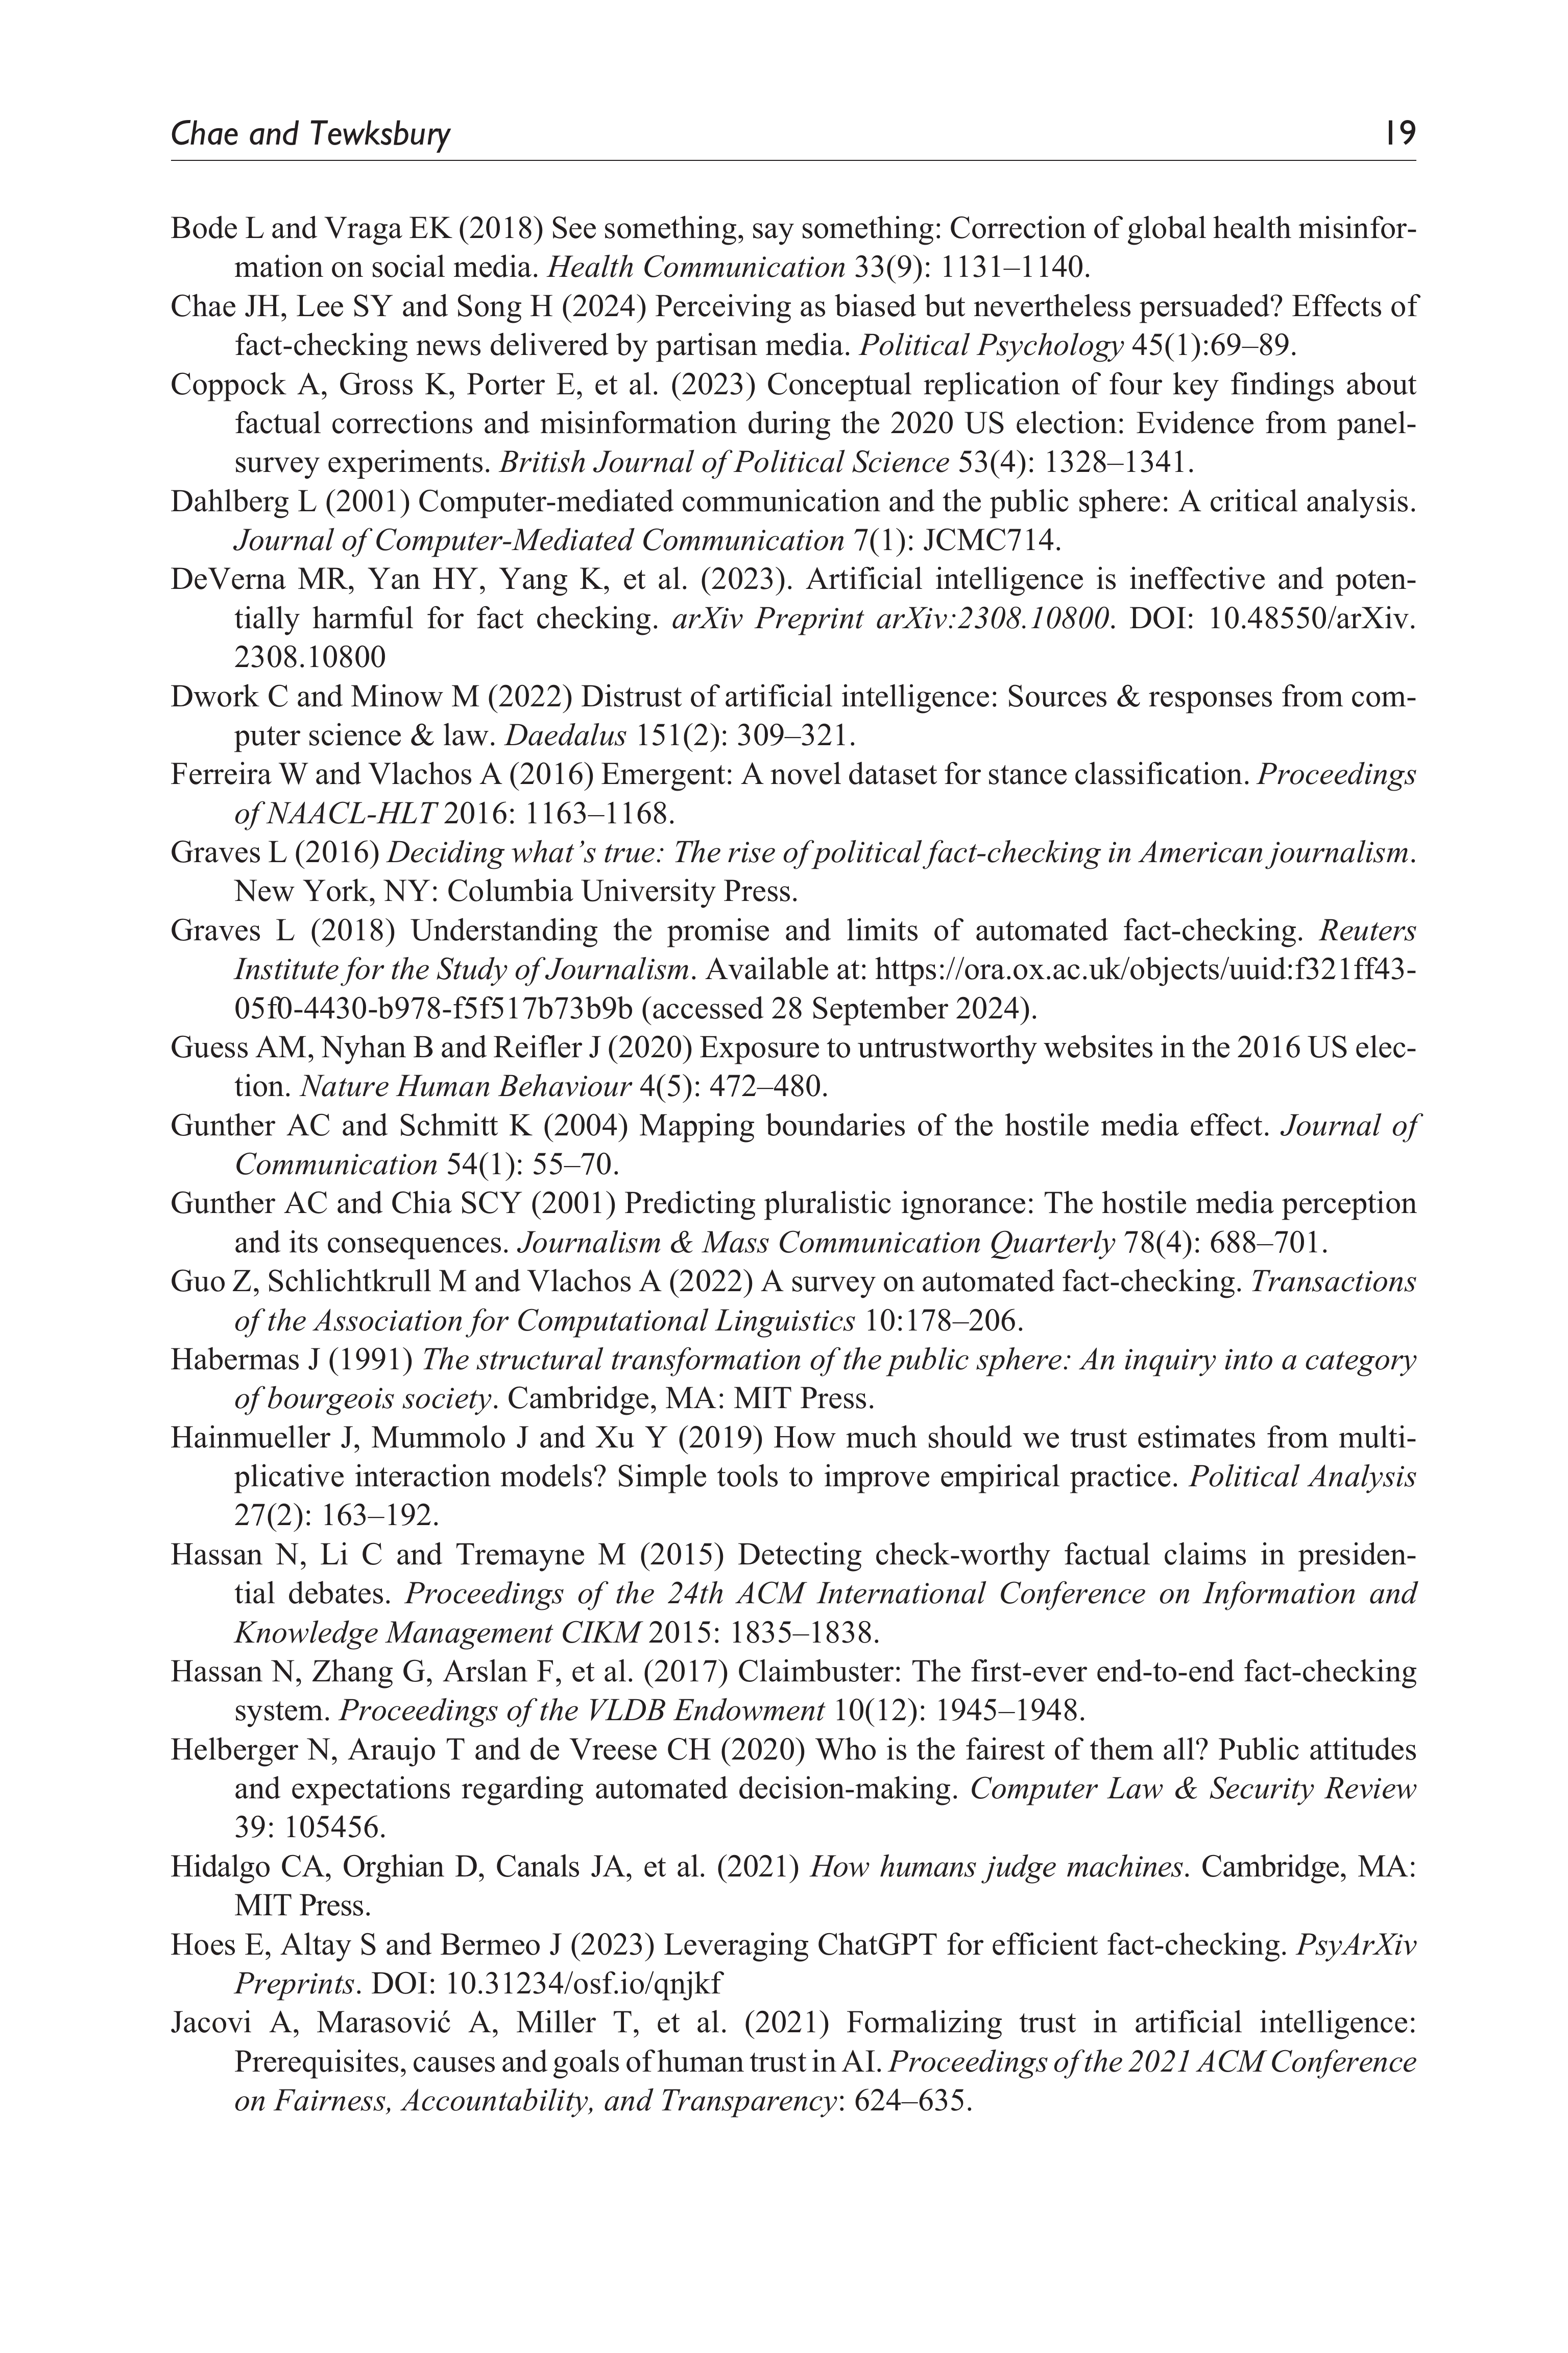 Chae and Tewksbury 19
Bode L and Vraga EK (2018) See something, say something: Correction of global health misinfor-
mation on social media. Health Communication 33(9): 1131–1140.
Chae JH, Lee SY and Song H (2024) Perceiving as biased but nevertheless persuaded? Effects of
fact-checking news delivered by partisan media. Political Psychology 45(1):69–89.
Coppock A, Gross K, Porter E, et al. (2023) Conceptual replication of four key findings about
factual corrections and misinformation during the 2020 US election: Evidence from panel-
survey experiments. British Journal of Political Science 53(4): 1328–1341.
Dahlberg L (2001) Computer-mediated communication and the public sphere: A critical analysis.
Journal of Computer-Mediated Communication 7(1): JCMC714.
DeVerna MR, Yan HY, Yang K, et al. (2023). Artificial intelligence is ineffective and poten-
tially harmful for fact checking. arXiv Preprint arXiv:2308.10800. DOI: 10.48550/arXiv.
2308.10800
Dwork C and Minow M (2022) Distrust of artificial intelligence: Sources & responses from com-
puter science & law. Daedalus 151(2): 309–321.
Ferreira W and Vlachos A (2016) Emergent: A novel dataset for stance classification. Proceedings
of NAACL-HLT 2016: 1163–1168.
Graves L (2016) Deciding what’s true: The rise of political fact-checking in American journalism.
New York, NY: Columbia University Press.
Graves L (2018) Understanding the promise and limits of automated fact-checking. Reuters
Institute for the Study of Journalism. Available at: https://ora.ox.ac.uk/objects/uuid:f321ff43-
05f0-4430-b978-f5f517b73b9b (accessed 28 September 2024).
Guess AM, Nyhan B and Reifler J (2020) Exposure to untrustworthy websites in the 2016 US elec-
tion. Nature Human Behaviour 4(5): 472–480.
Gunther AC and Schmitt K (2004) Mapping boundaries of the hostile media effect. Journal of
Communication 54(1): 55–70.
Gunther AC and Chia SCY (2001) Predicting pluralistic ignorance: The hostile media perception
and its consequences. Journalism & Mass Communication Quarterly 78(4): 688–701.
Guo Z, Schlichtkrull M and Vlachos A (2022) A survey on automated fact-checking. Transactions
of the Association for Computational Linguistics 10:178–206.
Habermas J (1991) The structural transformation of the public sphere: An inquiry into a category
of bourgeois society. Cambridge, MA: MIT Press.
Hainmueller J, Mummolo J and Xu Y (2019) How much should we trust estimates from multi-
plicative interaction models? Simple tools to improve empirical practice. Political Analysis
27(2): 163–192.
Hassan N, Li C and Tremayne M (2015) Detecting check-worthy factual claims in presiden-
tial debates. Proceedings of the 24th ACM International Conference on Information and
Knowledge Management CIKM 2015: 1835–1838.
Hassan N, Zhang G, Arslan F, et al. (2017) Claimbuster: The first-ever end-to-end fact-checking
system. Proceedings of the VLDB Endowment 10(12): 1945–1948.
Helberger N, Araujo T and de Vreese CH (2020) Who is the fairest of them all? Public attitudes
and expectations regarding automated decision-making. Computer Law & Security Review
39: 105456.
Hidalgo CA, Orghian D, Canals JA, et al. (2021) How humans judge machines. Cambridge, MA:
MIT Press.
Hoes E, Altay S and Bermeo J (2023) Leveraging ChatGPT for efficient fact-checking. PsyArXiv
Preprints. DOI: 10.31234/osf.io/qnjkf
Jacovi A, Marasović A, Miller T, et al. (2021) Formalizing trust in artificial intelligence:
Prerequisites, causes and goals of human trust in AI. Proceedings of the 2021 ACM Conference
on Fairness, Accountability, and Transparency: 624–635.